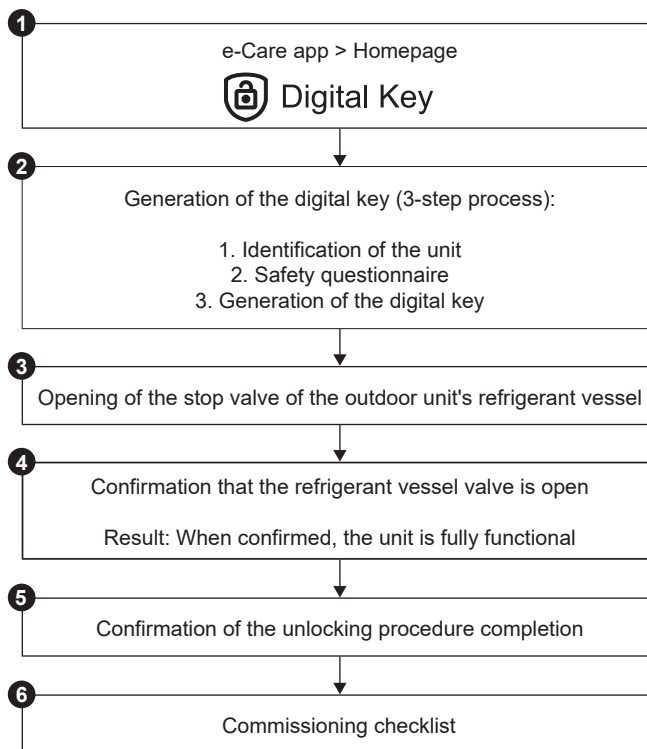 1
e-Care app > Homepage
Digital Key
2
Generation of the digital key (3-step process):
1. Identification of the unit
2. Safety questionnaire
3. Generation of the digital key
3
Opening of the stop valve of the outdoor unit's refrigerant vessel
4
Confirmation that the refrigerant vessel valve is open
Result: When confirmed, the unit is fully functional
5
Confirmation of the unlocking procedure completion
6
Commissioning checklist